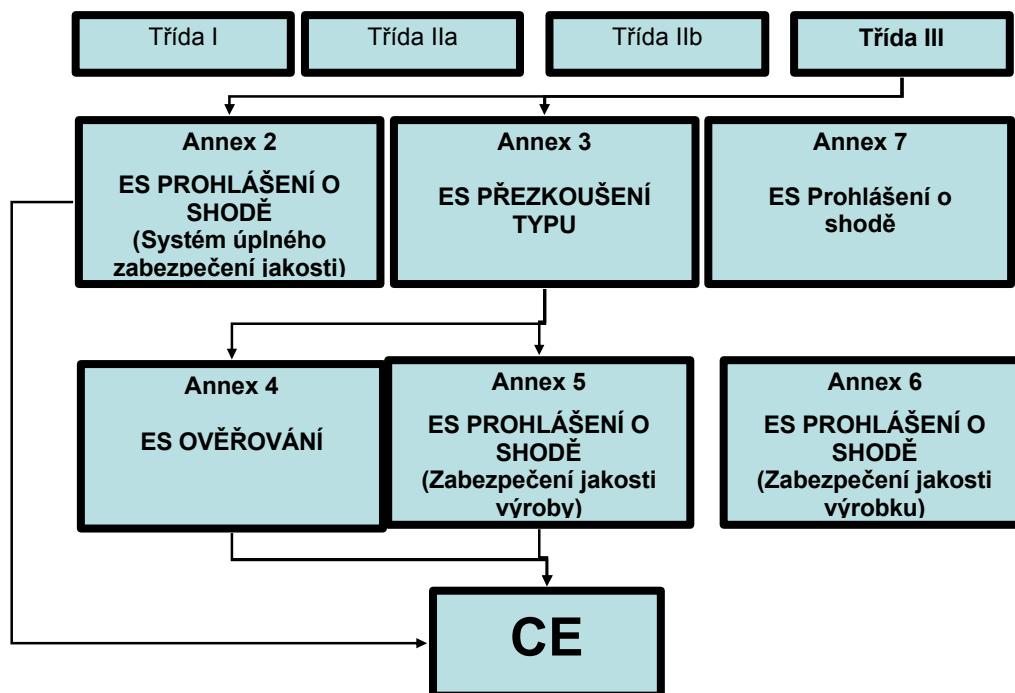 Třída I
Třída IIa
Třída IIb
Třída III
Annex 2
ES PROHLÁŠENÍ O
SHODĚ
(Systém úplného
zabezpečení jakosti)
Annex 3
ES PŘEZKOUŠENÍ
TYPU
Annex 7
ES Prohlášení o
shodě
Annex 4
ES OVĚŘOVÁNÍ
Annex 5
ES PROHLÁŠENÍ O
SHODĚ
(Zabezpečení jakosti
výroby)
Annex 6
ES PROHLÁŠENÍ O
SHODĚ
(Zabezpečení jakosti
výrobku)
CE